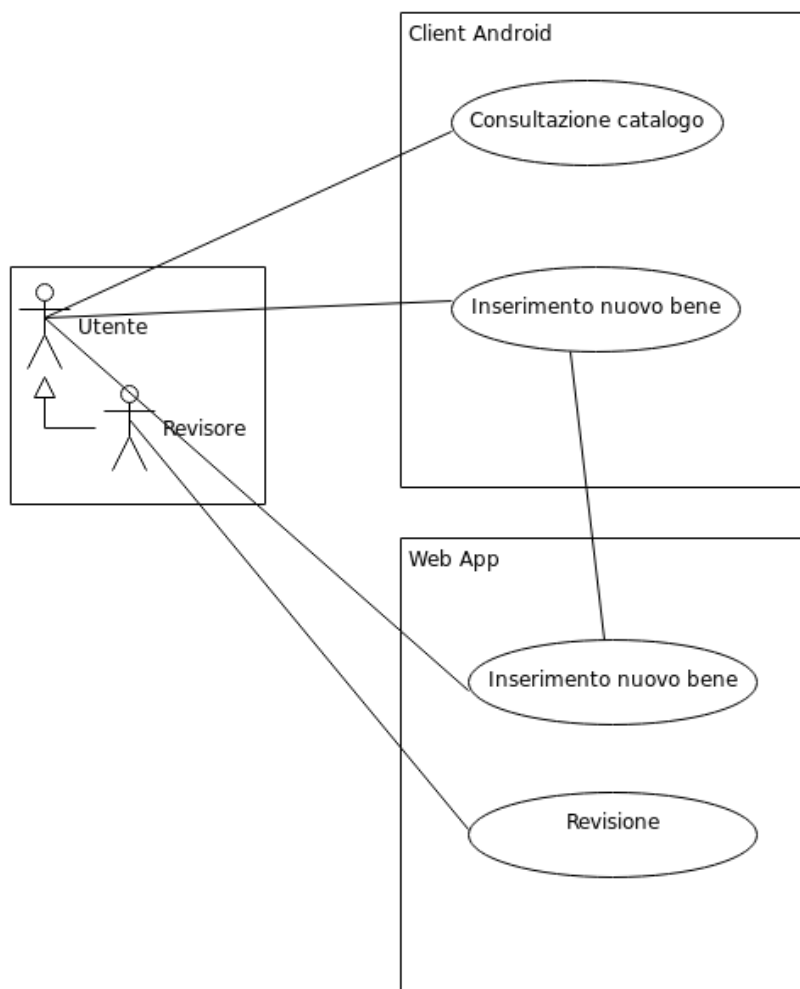 Client Android
Consultazione catalogo
Inserimento nuovo bene
Utente
Revisore
Web App
Inserimento nuovo bene
Revisione